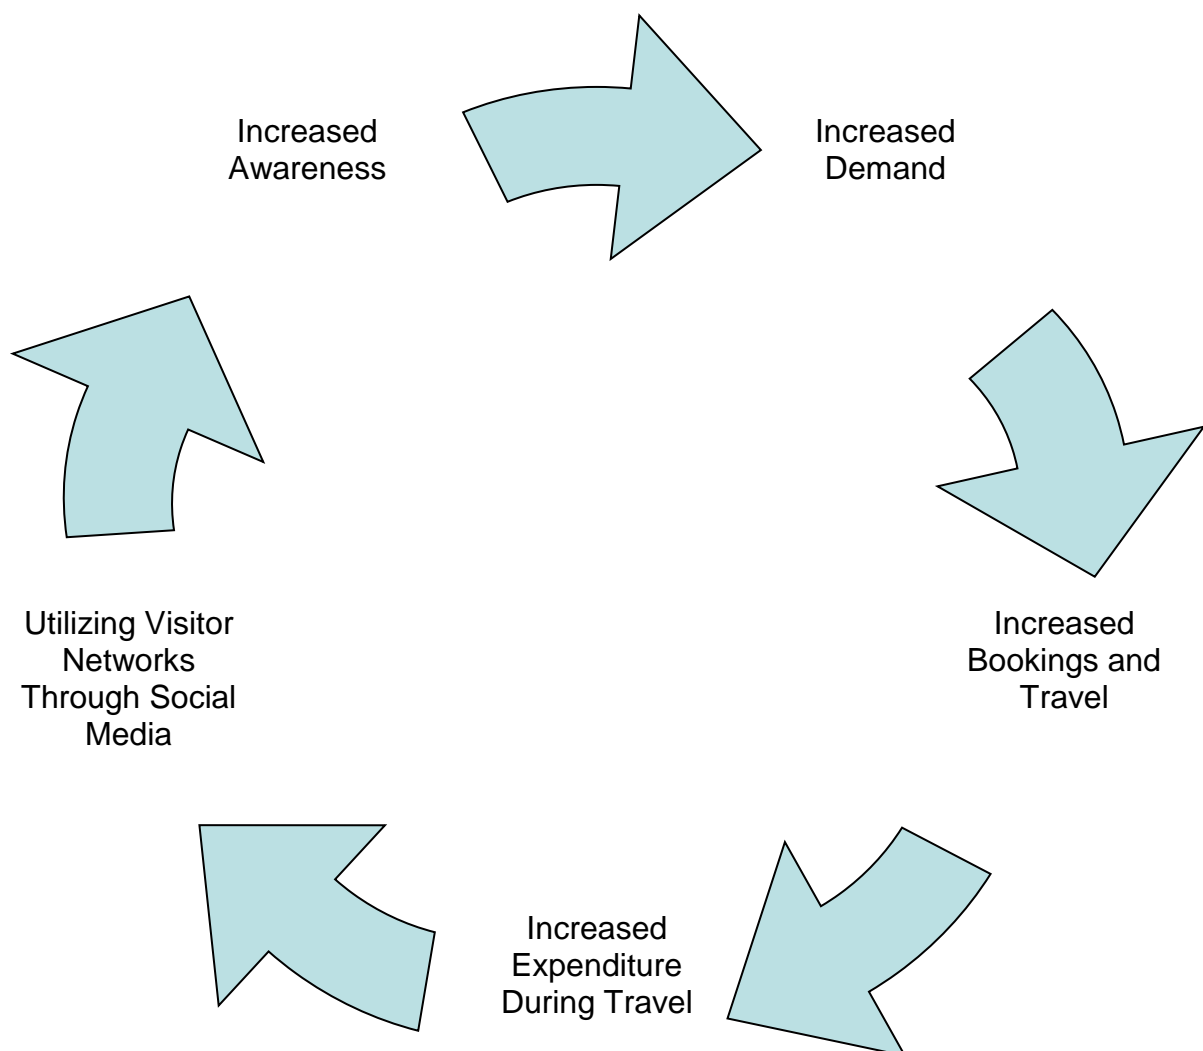 Increased
Awareness
Increased
Demand
Increased
Bookings and
Travel
Increased
Expenditure
During Travel
Utilizing Visitor
Networks
Through Social
Media